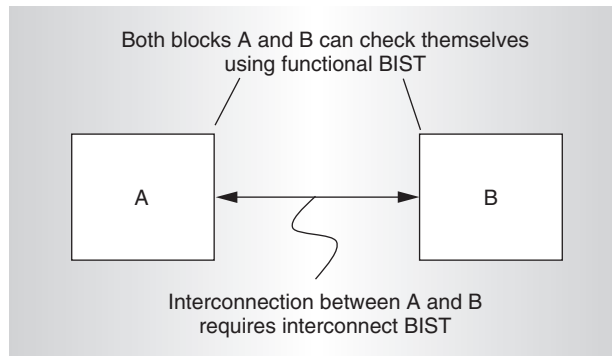 Both blocks A and B can check themselves
using functional BIST
A
B
Interconnection between A and B
requires interconnect BIST